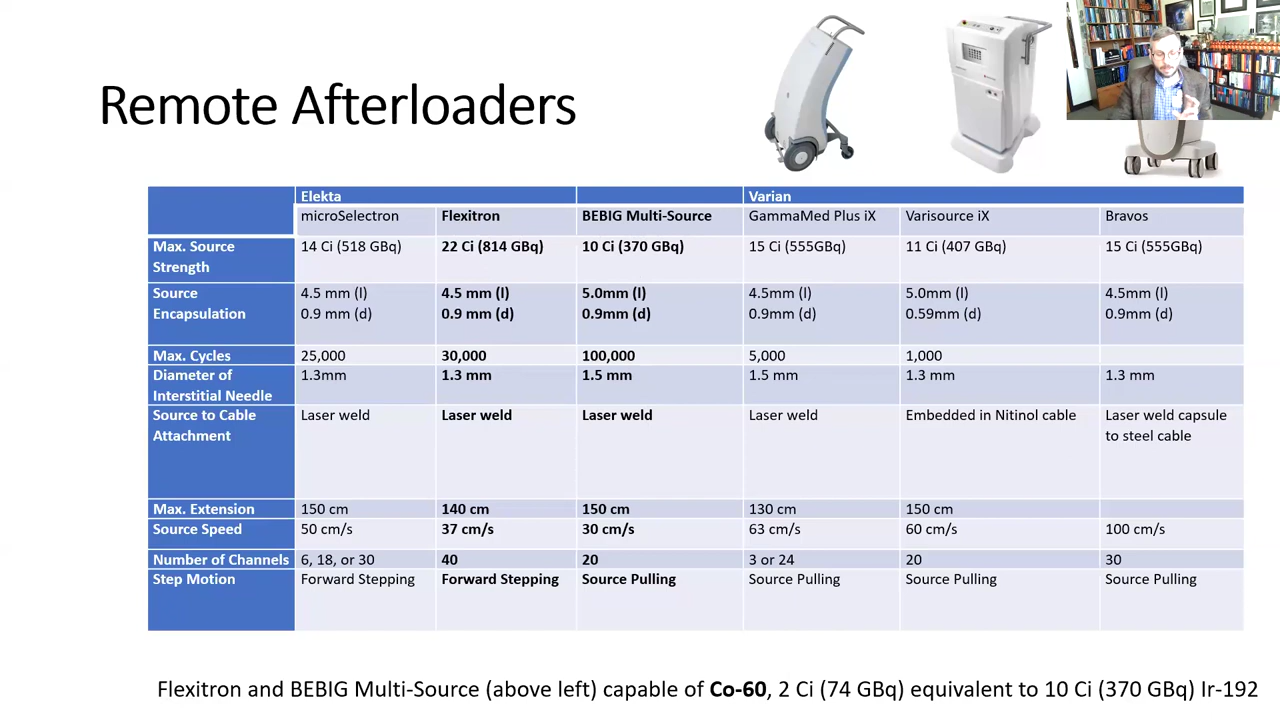 Remote Afterloaders
Elekta Varian
microSelectron Flexitron BEBIG Multi-Source GammaMed Plus iX Varisource iX Bravos
Max. Source Strength 14 Ci (518 GBq) 22 Ci (814 GBq) 10 Ci (370 GBq) 15 Ci (555GBq) 11 Ci (407 GBq) 15 Ci (555GBq)
Source Encapsulation 4.5 mm (l) 0.9 mm (d) 4.5 mm (l) 0.9 mm (d) 5.0mm (l) 0.9mm (d) 4.5mm (l) 0.9mm (d) 5.0mm (l) 0.59mm (d) 4.5mm (l) 0.9mm (d)
Max. Cycles 25,000 30,000 100,000 5,000 1,000
Diameter of Interstitial Needle 1.3mm 1.3 mm 1.5 mm 1.5 mm 1.3 mm 1.3 mm
Source to Cable Attachment Laser weld Laser weld Laser weld Laser weld Embedded in Nitinol cable Laser weld capsule to steel cable
Max. Extension 150 cm 140 cm 150 cm 130 cm 150 cm
Source Speed 50 cm/s 37 cm/s 30 cm/s 63 cm/s 60 cm/s 100 cm/s
Number of Channels 6, 18, or 30 40 20 3 or 24 20 30
Step Motion Forward Stepping Forward Stepping Source Pulling Source Pulling Source Pulling Source Pulling
Flexitron and BEBIG Multi-Source (above left) capable of Co-60, 2 Ci (74 GBq) equivalent to 10 Ci (370 GBq) Ir-192